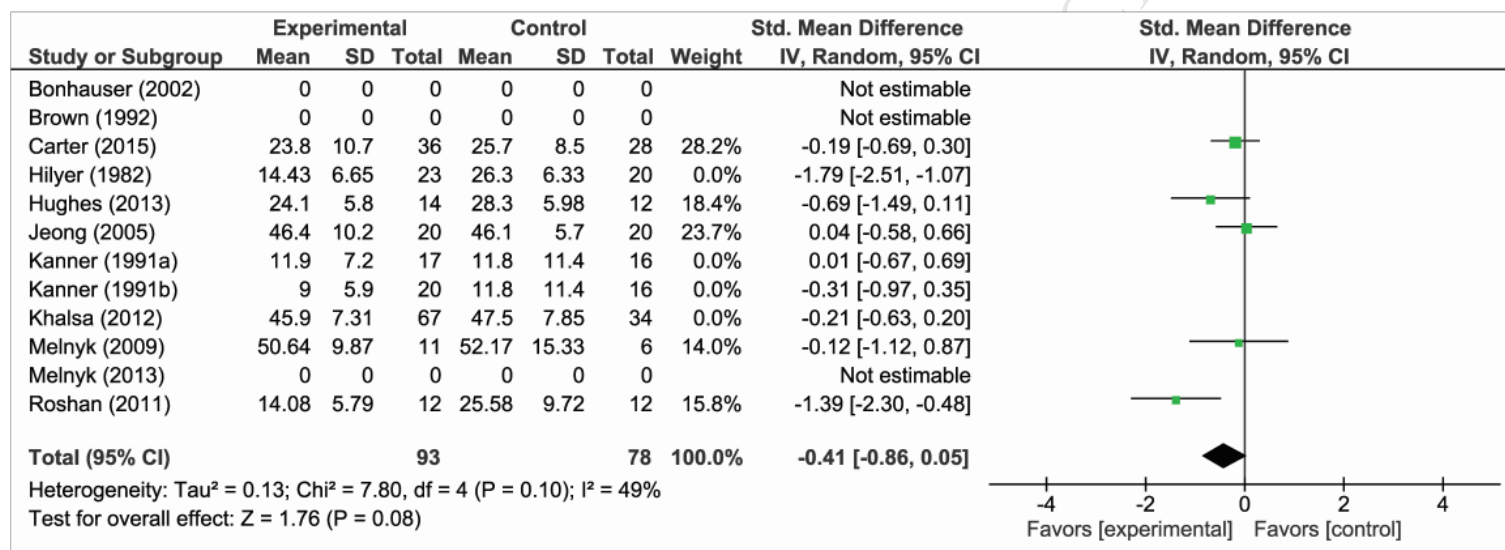 Experimental Control Std. Mean Difference Std. Mean Difference
Study or Subgroup Mean SD Total Mean SD Total Weight IV, Random, 95% CI IV, Random, 95% CI
Bonhauser (2002) 0 0 0 0 0 0 Not estimable
Brown (1992) 0 0 0 0 0 0 Not estimable
Carter (2015) 23.8 10.7 36 25.7 8.5 28 28.2% -0.19 [-0.69, 0.30]
Hilyer (1982) 14.43 6.65 23 26.3 6.33 20 0.0% -1.79 [-2.51, -1.07]
Hughes (2013) 24.1 5.8 14 28.3 5.98 12 18.4% -0.69 [-1.49, 0.11]
Jeong (2005) 46.4 10.2 20 46.1 5.7 20 23.7% 0.04 [-0.58, 0.66]
Kanner (1991a) 11.9 7.2 17 11.8 11.4 16 0.0% 0.01 [-0.67, 0.69]
Kanner (1991b) 9 5.9 20 11.8 11.4 16 0.0% -0.31 [-0.97, 0.35]
Khalsa (2012) 45.9 7.31 67 47.5 7.85 34 0.0% -0.21 [-0.63, 0.20]
Melnyk (2009) 50.64 9.87 11 52.17 15.33 6 14.0% -0.12 [-1.12, 0.87]
Melnyk (2013) 0 0 0 0 0 0 Not estimable
Roshan (2011) 14.08 5.79 12 25.58 9.72 12 15.8% -1.39 [-2.30, -0.48]
Total (95% CI) 93 78 100.0% -0.41 [-0.86, 0.05]
Heterogeneity: Tau² = 0.13; Chi² = 7.80, df = 4 (P = 0.10); I² = 49%
Test for overall effect: Z = 1.76 (P = 0.08)
-4 -2 0 2 4
Favors [experimental] Favors [control]